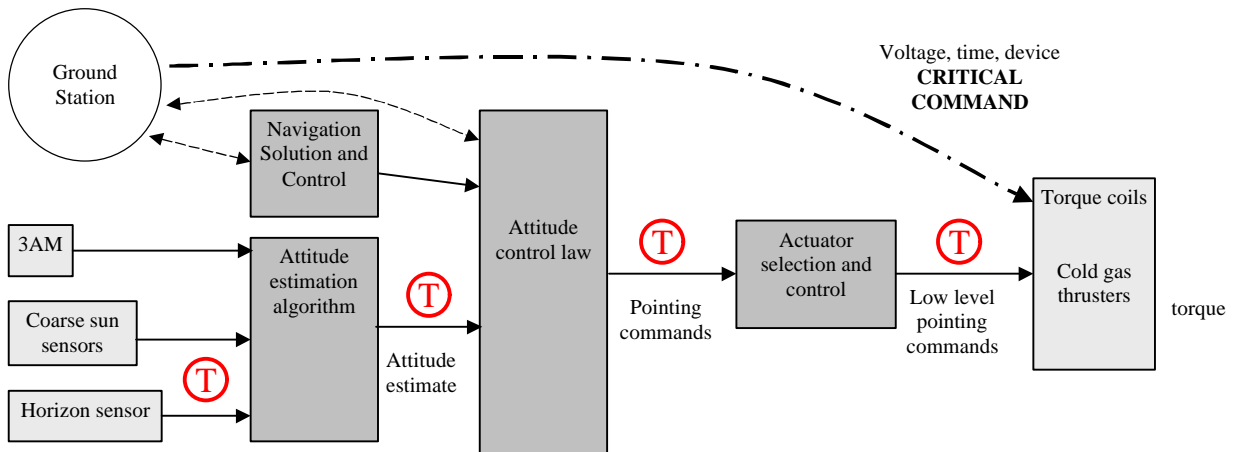 Ground
Station
Voltage, time, device
CRITICAL
COMMAND
Navigation
Solution and
Control
Attitude
control law
Torque coils
Cold gas
thrusters
torque
3AM
Attitude
estimation
algorithm
T
T
T
Actuator
selection and
control
Coarse sun
sensors
Pointing
commands
Low level
pointing
commands
Attitude
estimate
T
Horizon sensor